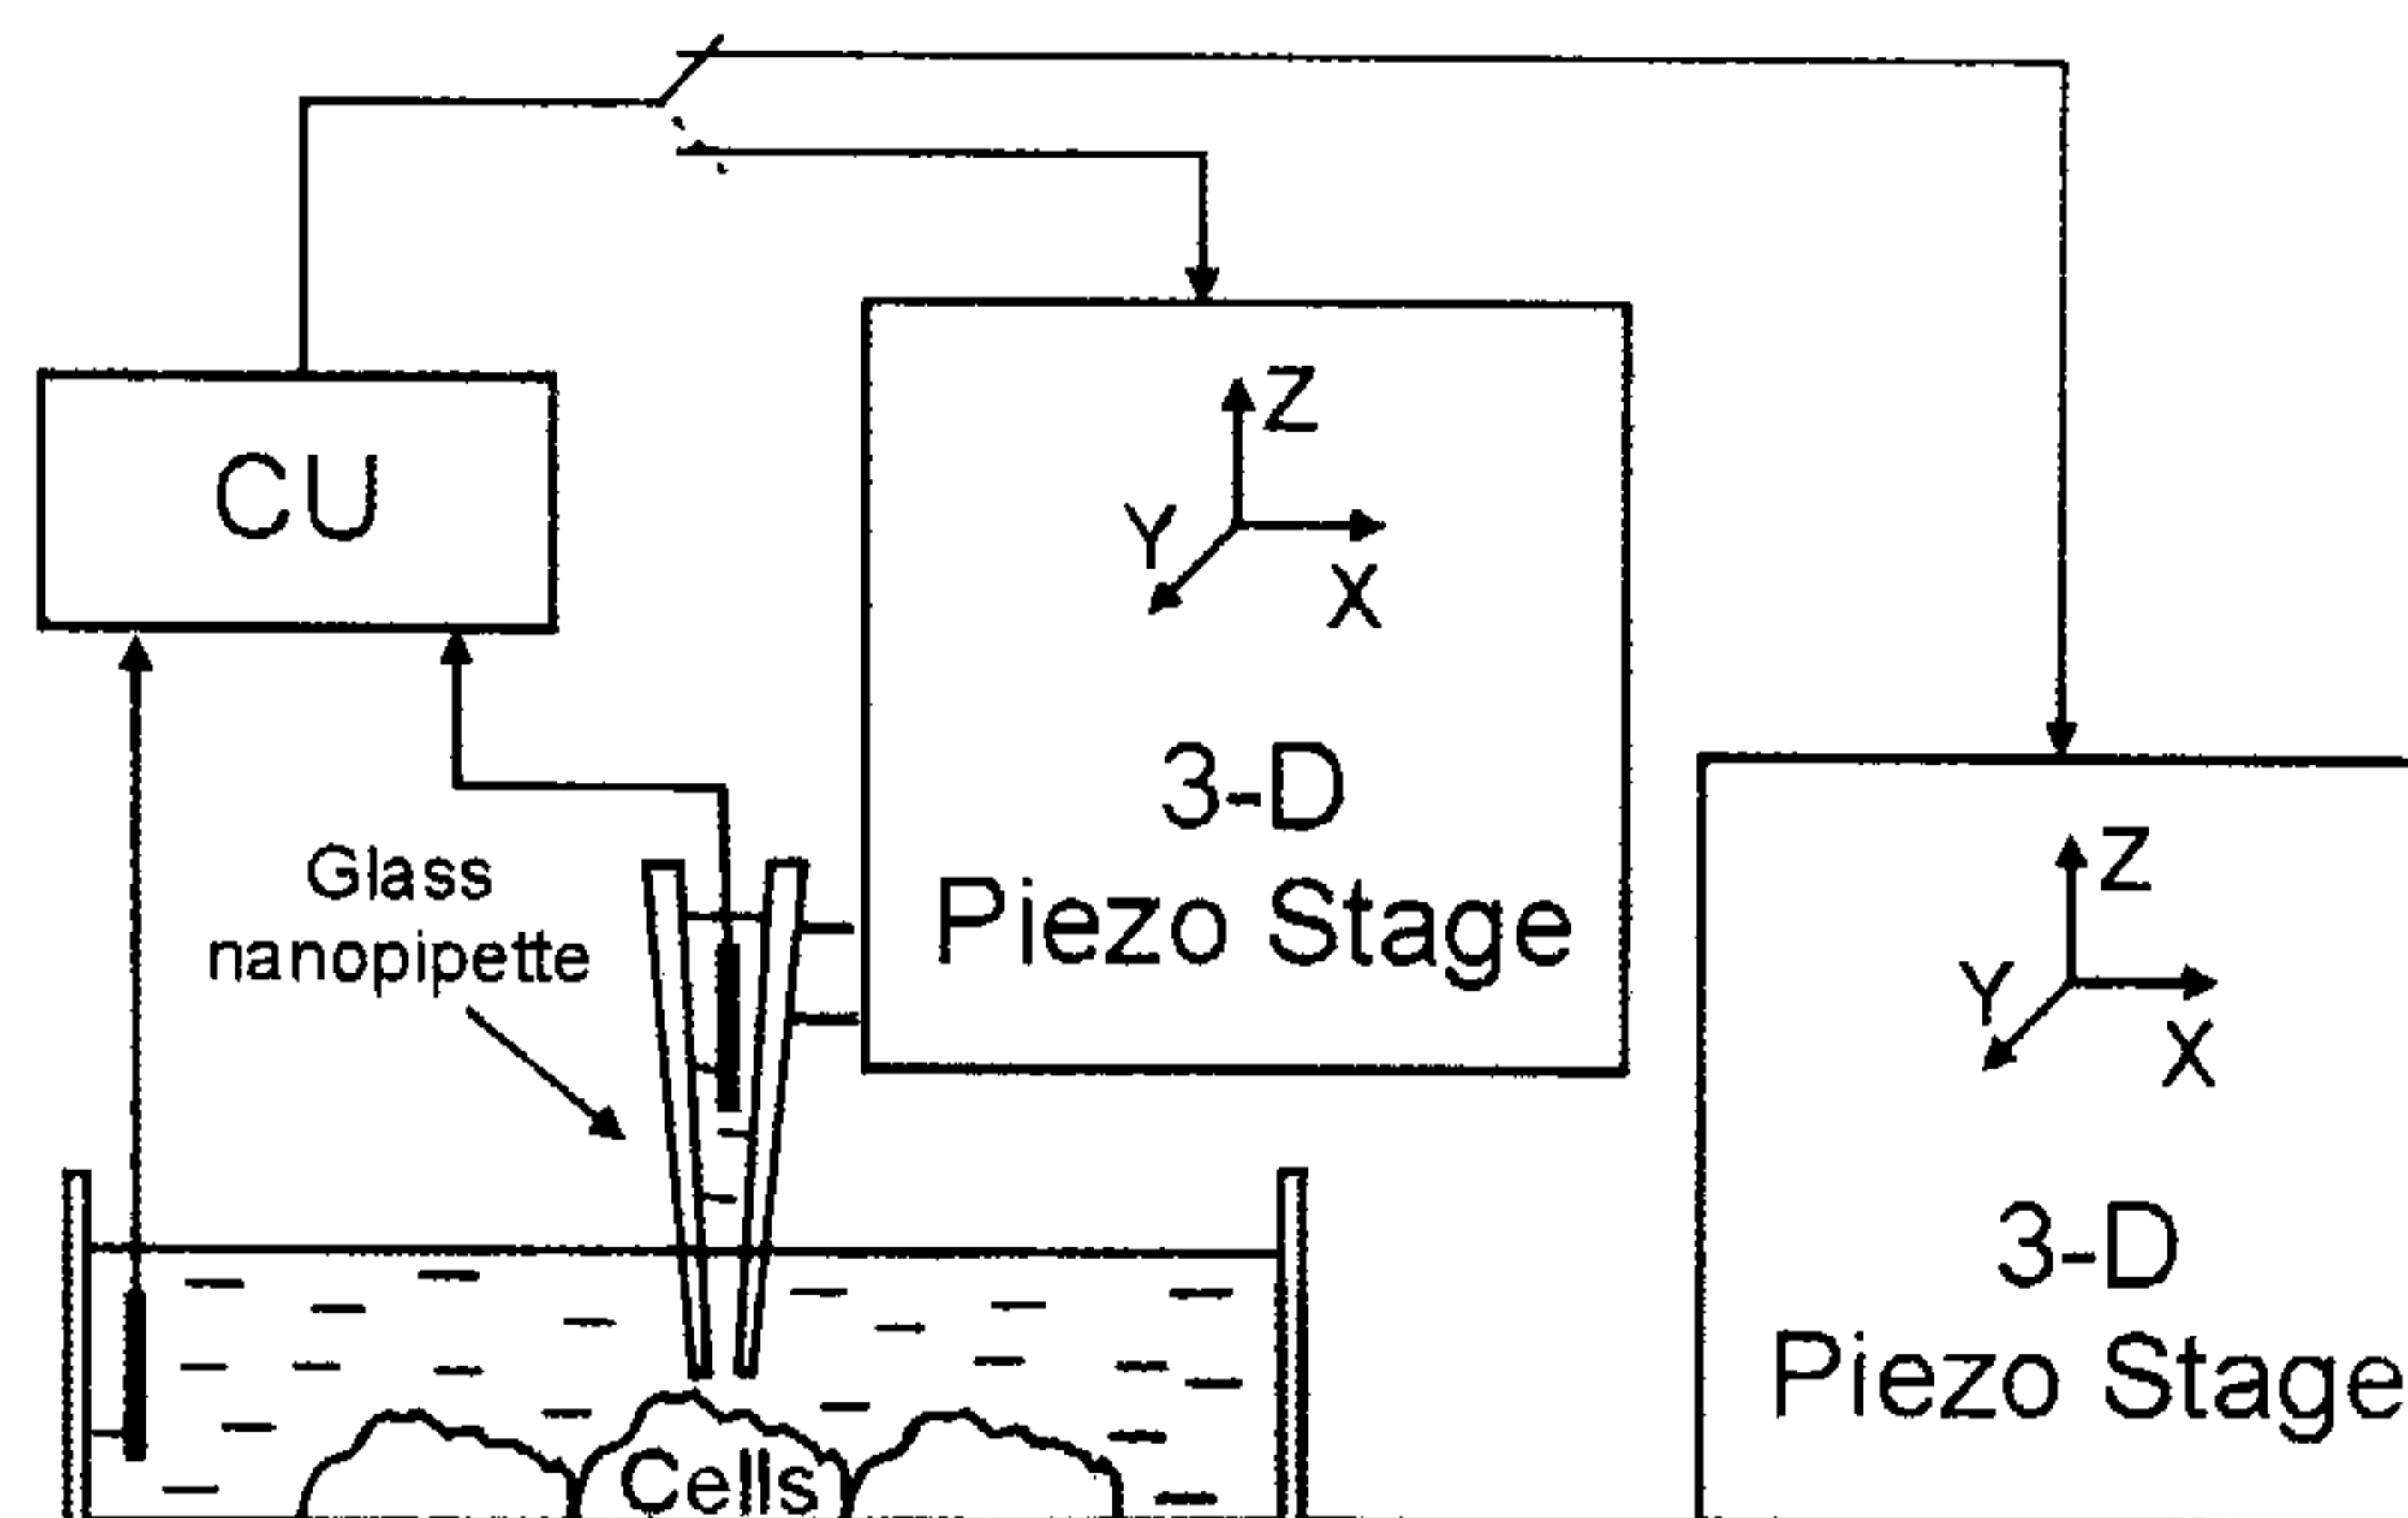 CU
Z
Y
X
3-D
Piezo Stage
Glass
nanopipette
Z
Y
X
3-D
Piezo Stage
Cells